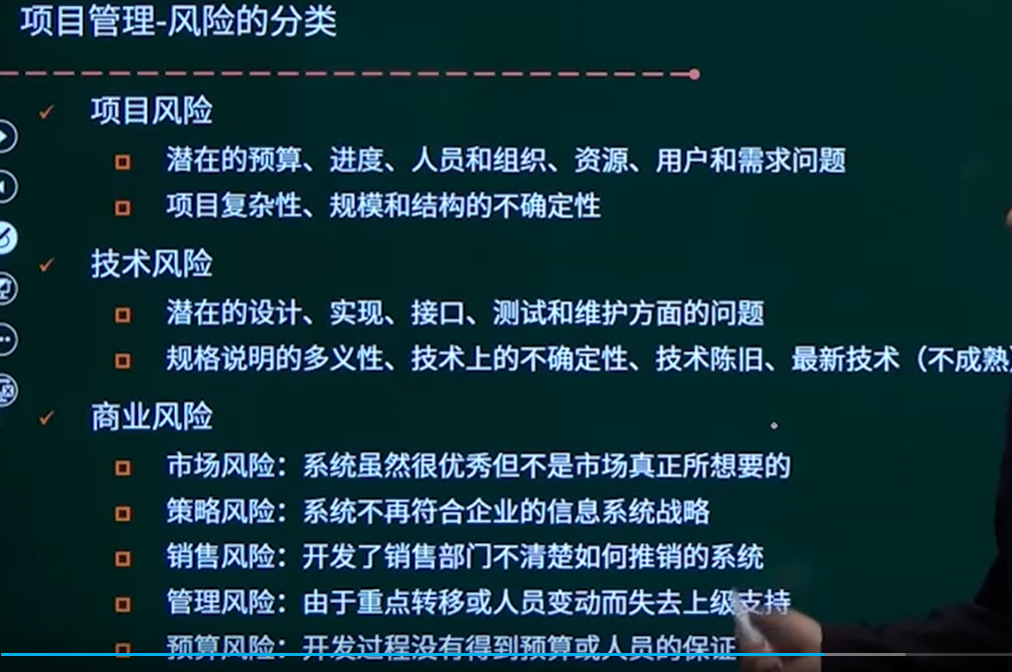 项目管理-风险的分类
项目风险
潜在的预算、进度、人员和组织、资源、用户和需求问题
项目复杂性、规模和结构的不确定性
技术风险
潜在的设计、实现、接口、测试和维护方面的问题
规格说明的多义性、技术上的不确定性、技术陈旧、最新技术（不成熟）
商业风险
市场风险：系统虽然很优秀但不是市场真正所想要的
策略风险：系统不再符合企业的信息系统战略
销售风险：开发了销售部门不清楚如何推销的系统
管理风险：由于重点转移或人员变动而失去上级支持
预算风险：开发过程没有得到预算或人员的保证